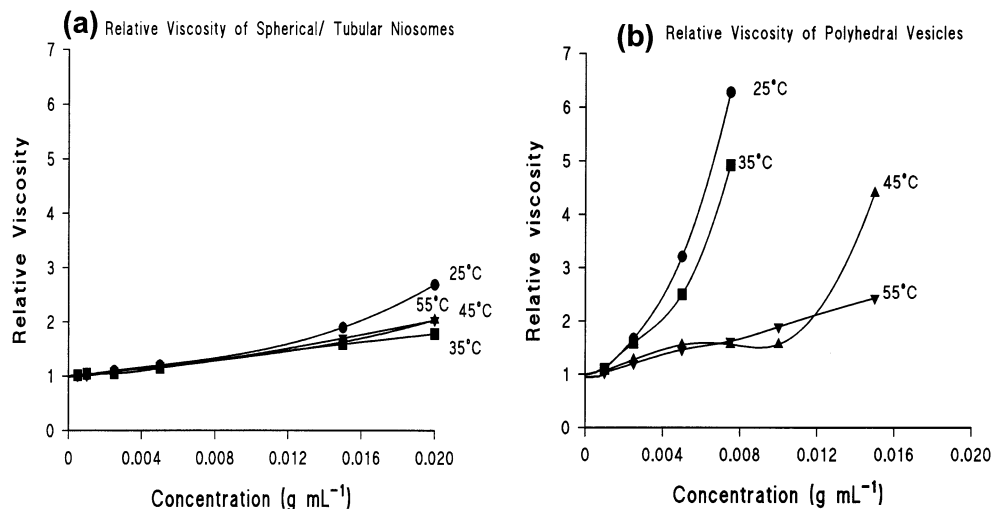 (a) Relative Viscosity of Spherical/ Tubular Niosomes
7
6
5
4
3
2
1
0
Relative Viscosity
25°C
55°C
45°C
35°C
0
0.004
0.008
0.012
0.016
0.020
Concentration (g mL⁻¹)
(b) Relative Viscosity of Polyhedral Vesicles
7
6
5
4
3
2
1
0
Relative viscosity
25°C
35°C
45°C
55°C
0
0.004
0.008
0.012
0.016
0.020
Concentration (g mL⁻¹)